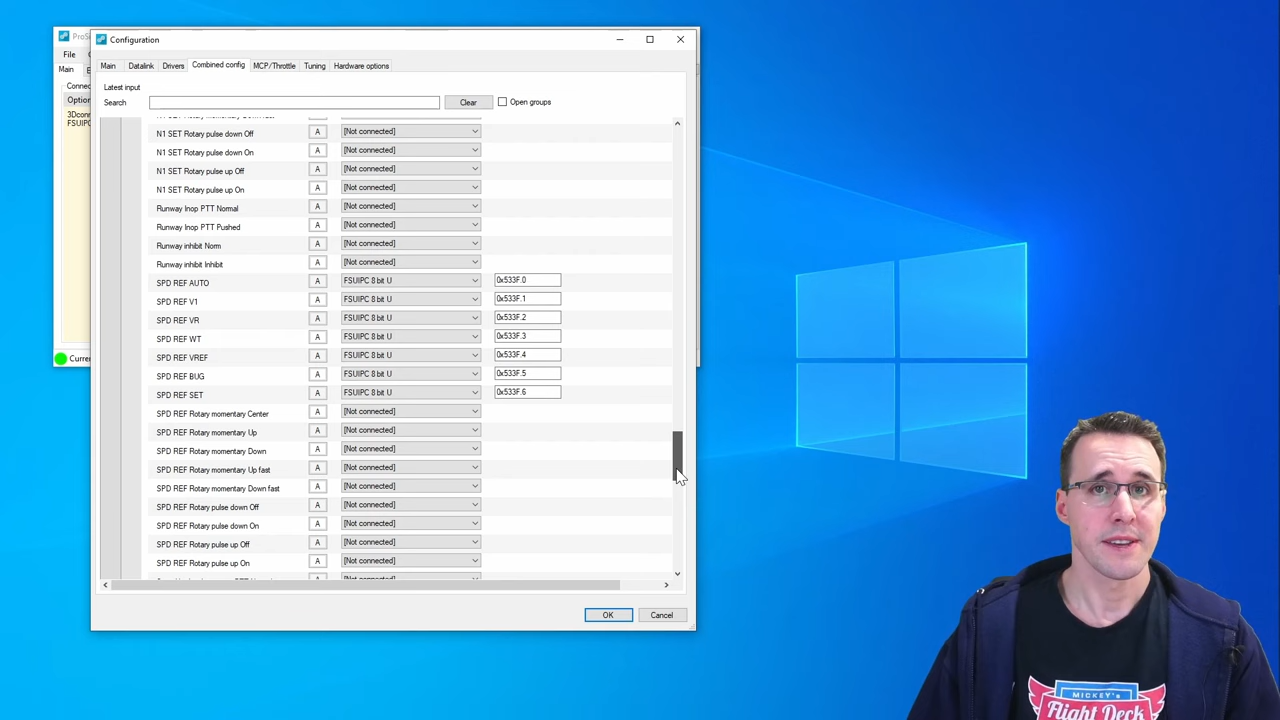 ProSi
Configuration
File
Main
Datalink
Drivers
Combined config
MCP/Throttle
Tuning
Hardware options
Main
Connec
Latest input
Option
Search
Clear
Open groups
3Dconn
FSUIPC
N1 SET Rotary pulse down Off A [Not connected]
N1 SET Rotary pulse down On A [Not connected]
N1 SET Rotary pulse up Off A [Not connected]
N1 SET Rotary pulse up On A [Not connected]
Runway Inop PTT Normal A [Not connected]
Runway Inop PTT Pushed A [Not connected]
Runway inhibit Norm A [Not connected]
Runway inhibit Inhibit A [Not connected]
SPD REF AUTO A FSUIPC 8 bit U 0x533F.0
SPD REF V1 A FSUIPC 8 bit U 0x533F.1
SPD REF VR A FSUIPC 8 bit U 0x533F.2
SPD REF WT A FSUIPC 8 bit U 0x533F.3
SPD REF VREF A FSUIPC 8 bit U 0x533F.4
Curre
SPD REF BUG A FSUIPC 8 bit U 0x533F.5
SPD REF SET A FSUIPC 8 bit U 0x533F.6
SPD REF Rotary momentary Center A [Not connected]
SPD REF Rotary momentary Up A [Not connected]
SPD REF Rotary momentary Down A [Not connected]
SPD REF Rotary momentary Up fast A [Not connected]
SPD REF Rotary momentary Down fast A [Not connected]
SPD REF Rotary pulse down Off A [Not connected]
SPD REF Rotary pulse down On A [Not connected]
SPD REF Rotary pulse up Off A [Not connected]
SPD REF Rotary pulse up On A [Not connected]
OK
Cancel
MICKEY's
Flight Deck